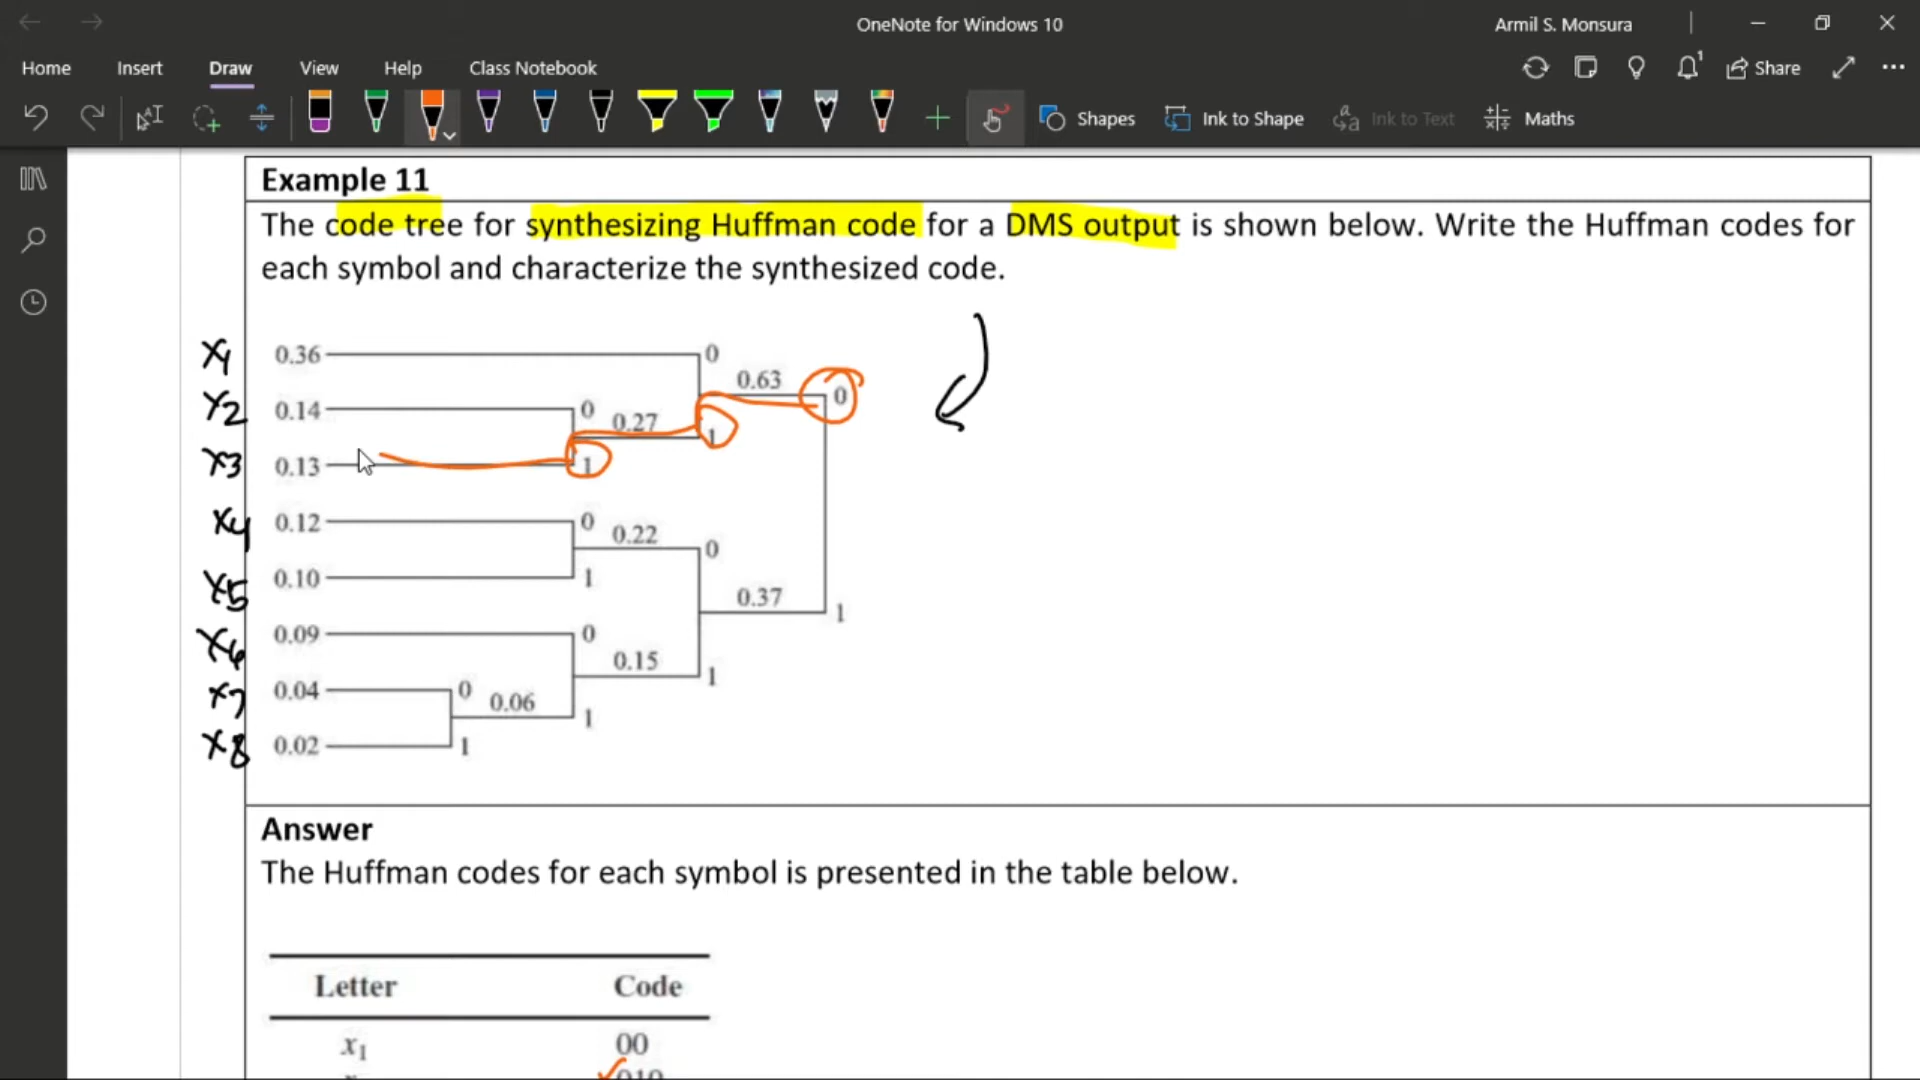 OneNote for Windows 10
Armil S. Monsura
Home Insert Draw View Help Class Notebook
1
Share
Shapes Ink to Shape Ink to Text Maths
Example 11
The code tree for synthesizing Huffman code for a DMS output is shown below. Write the Huffman codes for
each symbol and characterize the synthesized code.
x1 0.36 0
0.63 0
x2 0.14 0 0.27
1
x3 0.13 1
x4 0.12 0 0.22 0
x5 0.10 1
0.37 1
x6 0.09 0
0.15 1
x7 0.04 0 0.06 1
x8 0.02 1
Answer
The Huffman codes for each symbol is presented in the table below.
Letter Code
x1 00
010